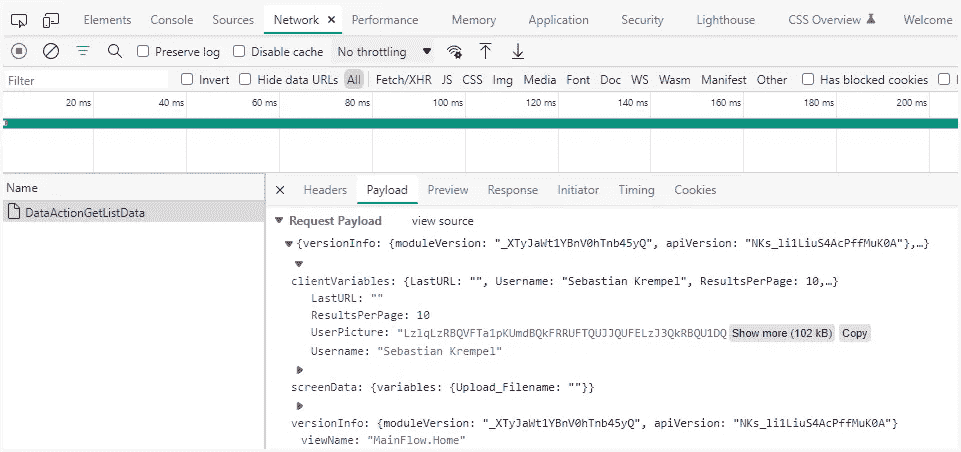 Elements Console Sources Network Performance Memory Application Security Lighthouse CSS Overview Welcome
Preserve log Disable cache No throttling
Filter Invert Hide data URLs All Fetch/XHR JS CSS Img Media Font Doc WS Wasm Manifest Other Has blocked cookies
20 ms 40 ms 60 ms 80 ms 100 ms 120 ms 140 ms 160 ms 180 ms 200 ms
Name Headers Payload Preview Response Initiator Timing Cookies
DataActionGetListData
Request Payload view source
{versionInfo: {moduleVersion: "_XTyJaWt1YBnV0hTnb45yQ", apiVersion: "NKs_li1LiuS4AcPffMuK0A"},…}
clientVariables: {LastURL: "", Username: "Sebastian Krempel", ResultsPerPage: 10,…}
LastURL: ""
ResultsPerPage: 10
UserPicture: Show more (102 kB) Copy
Username: "Sebastian Krempel"
screenData: {variables: {Upload_Filename: ""}}
versionInfo: {moduleVersion: "_XTyJaWt1YBnV0hTnb45yQ", apiVersion: "NKs_li1LiuS4AcPffMuK0A"}
viewName: "MainFlow.Home"